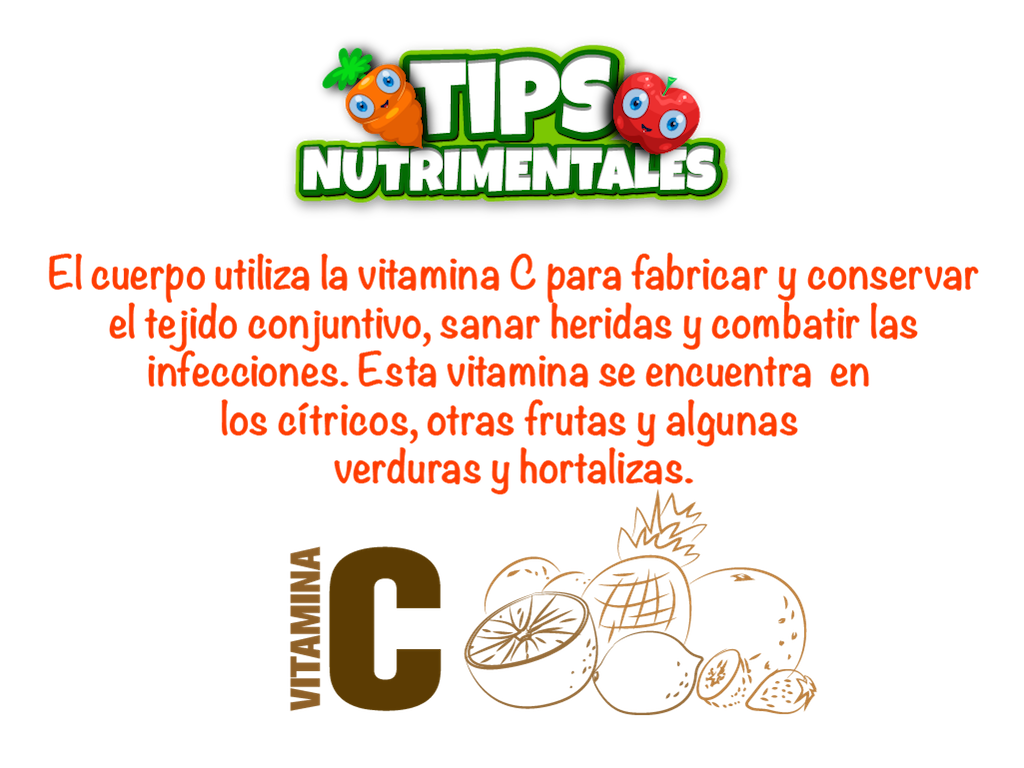 TIPS
NUTRIMENTALES
El cuerpo utiliza la vitamina C para fabricar y conservar
el tejido conjuntivo, sanar heridas y combatir las
infecciones. Esta vitamina se encuentra en
los cítricos, otras frutas y algunas
verduras y hortalizas.
VITAMINA
C